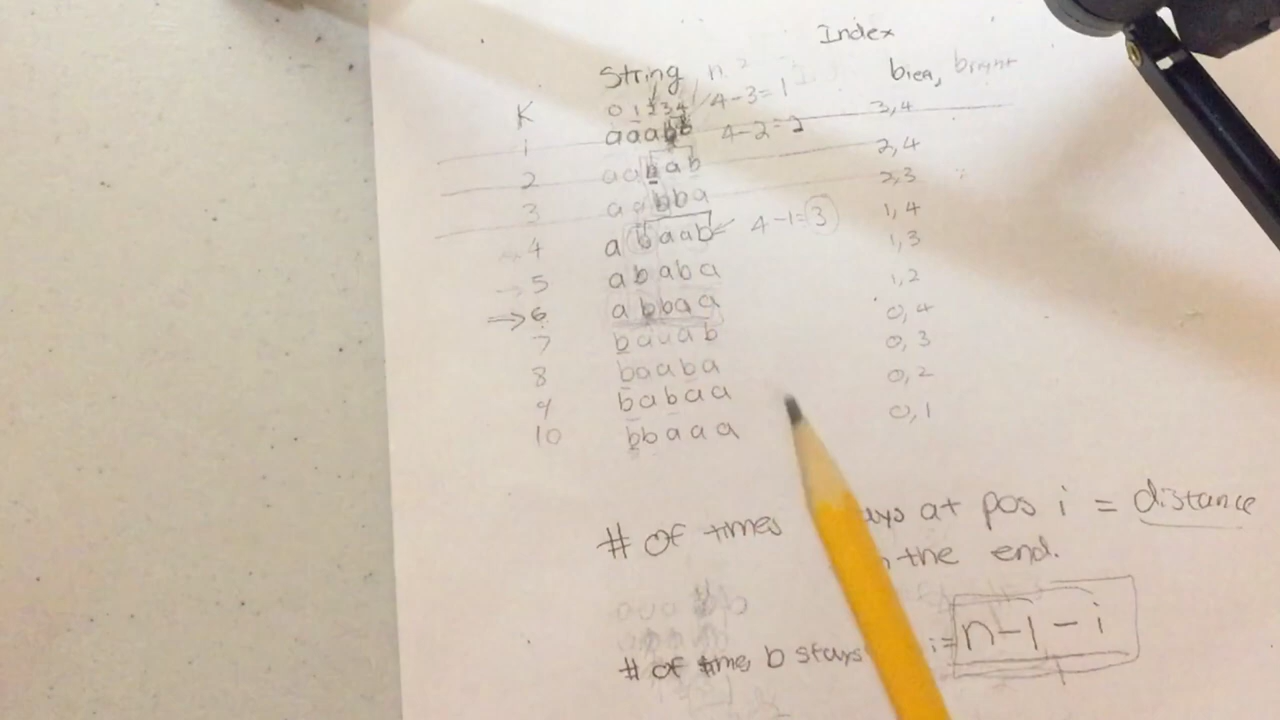 Index
String bright
K 0 1 2 3 4 4-3=1 3,4
1 aaabb 4-2=2
2 aabab 2,4
3 aabba 2,3
4 abaab 4-1=3 1,4
5 ababa 1,3
6 abbaa 1,2
7 baaab 0,4
8 baaba 0,3
9 babaa 0,2
10 bbaaa 0,1
# of times at pos i = distance
the end.
# of time b stays i= n-1-i